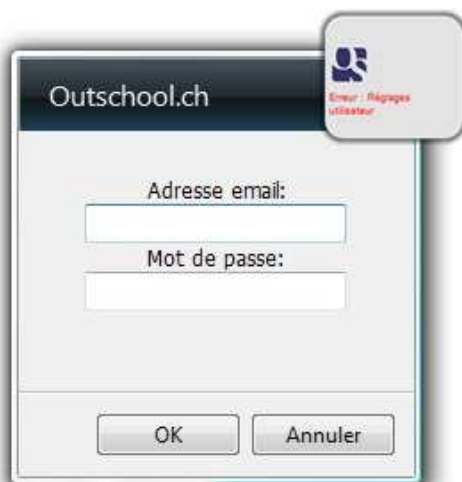 Outschool.ch
Erreur : Réglages
utilisateur
Adresse email:
Mot de passe:
OK
Annuler